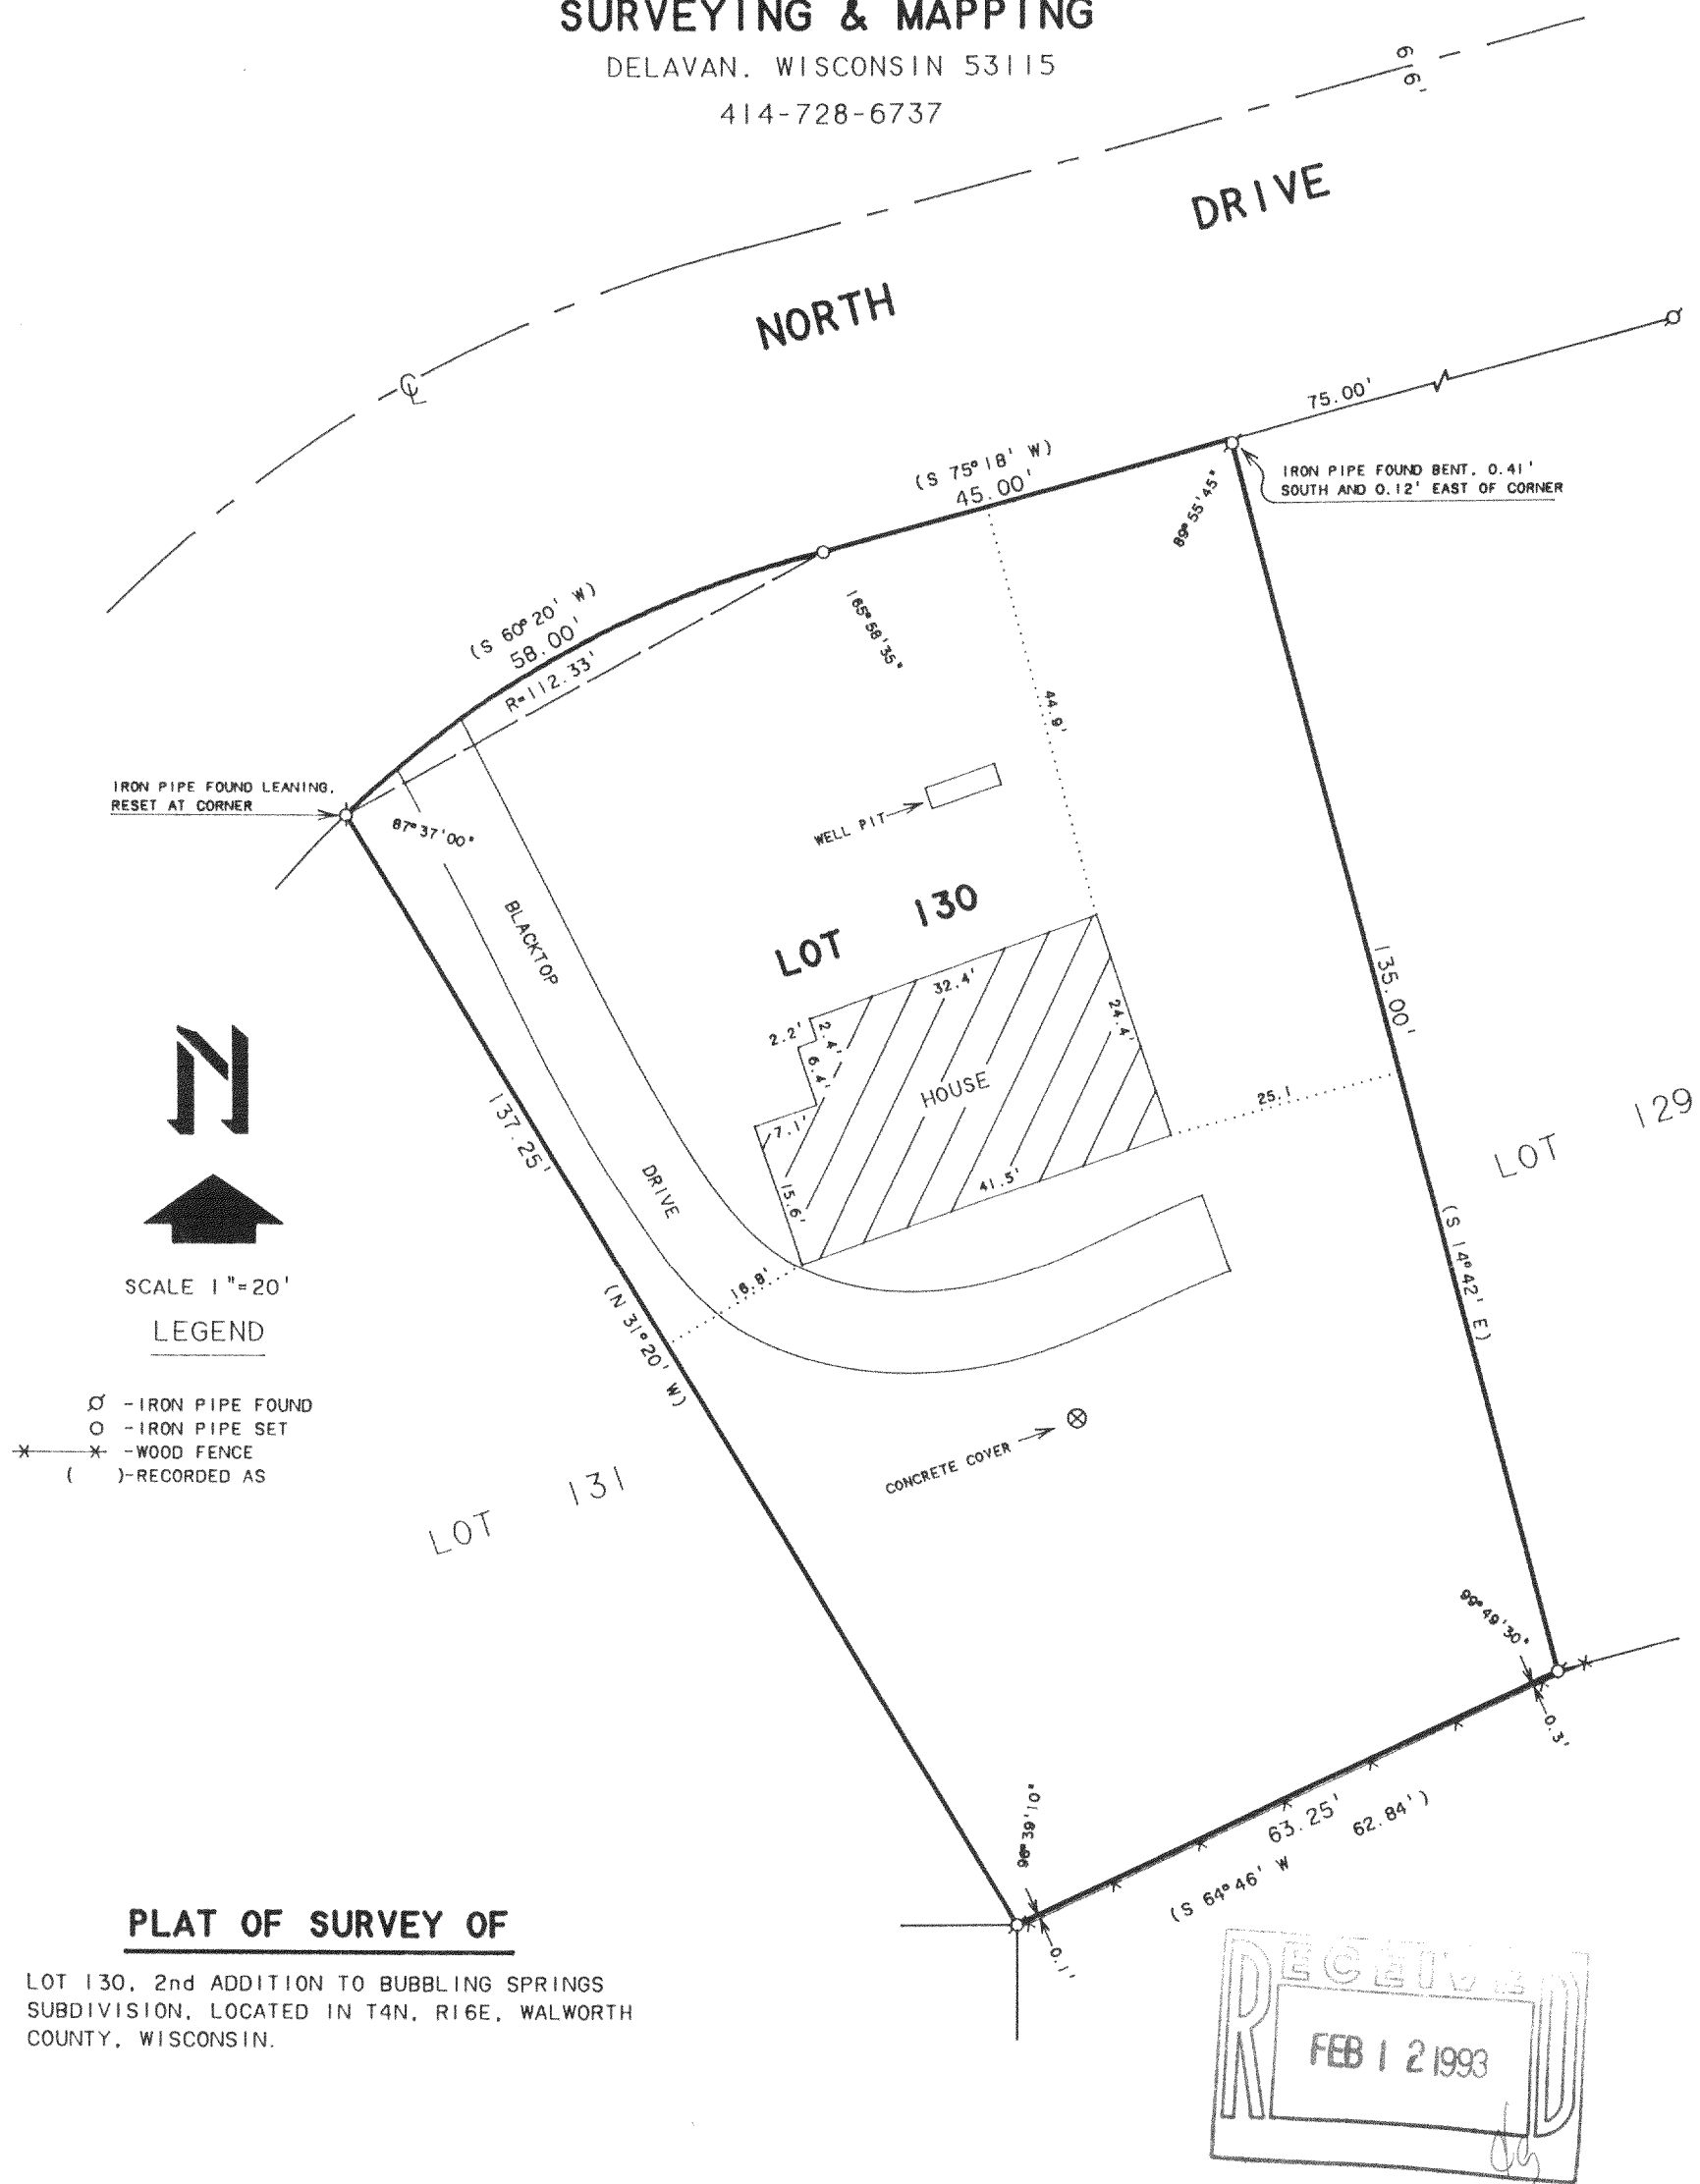 SURVEYING & MAPPING
DELAVAN, WISCONSIN 53115
414-728-6737
66'
NORTH DRIVE
℄
75.00'
(S 75°18' W)
45.00'
89°55'45"
IRON PIPE FOUND BENT, 0.41'
SOUTH AND 0.12' EAST OF CORNER
(S 60°20' W)
58.00'
R=112.33'
165°58'35"
44.9'
IRON PIPE FOUND LEANING,
RESET AT CORNER
87°37'00"
WELL PIT
LOT 130
BLACKTOP
DRIVE
32.4'
2.2'
2.4'
6.4'
24.4'
HOUSE
7.1'
15.6'
41.5'
25.1
135.00'
(S 14°42' E)
LOT 129
137.25'
(N 31°20' W)
16.8'
N
SCALE 1"=20'
LEGEND
-IRON PIPE FOUND
-IRON PIPE SET
-WOOD FENCE
( )-RECORDED AS
CONCRETE COVER
LOT 131
99°49'30"
0.3'
96°39'10"
63.25'
(S 64°46' W 62.84')
0.1'
PLAT OF SURVEY OF
LOT 130, 2nd ADDITION TO BUBBLING SPRINGS
SUBDIVISION, LOCATED IN T4N, R16E, WALWORTH
COUNTY, WISCONSIN.
RECEIVED
FEB 12 1993